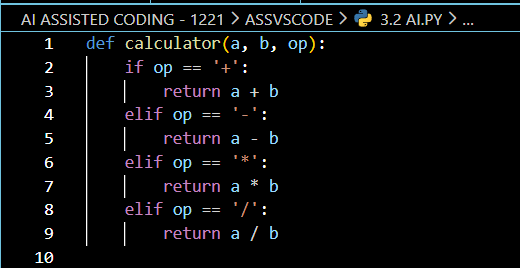 AI ASSISTED CODING - 1221 > ASSVSCODE > 3.2 AI.PY > ...
1 def calculator(a, b, op):
2     if op == '+':
3         return a + b
4     elif op == '-':
5         return a - b
6     elif op == '*':
7         return a * b
8     elif op == '/':
9         return a / b
10